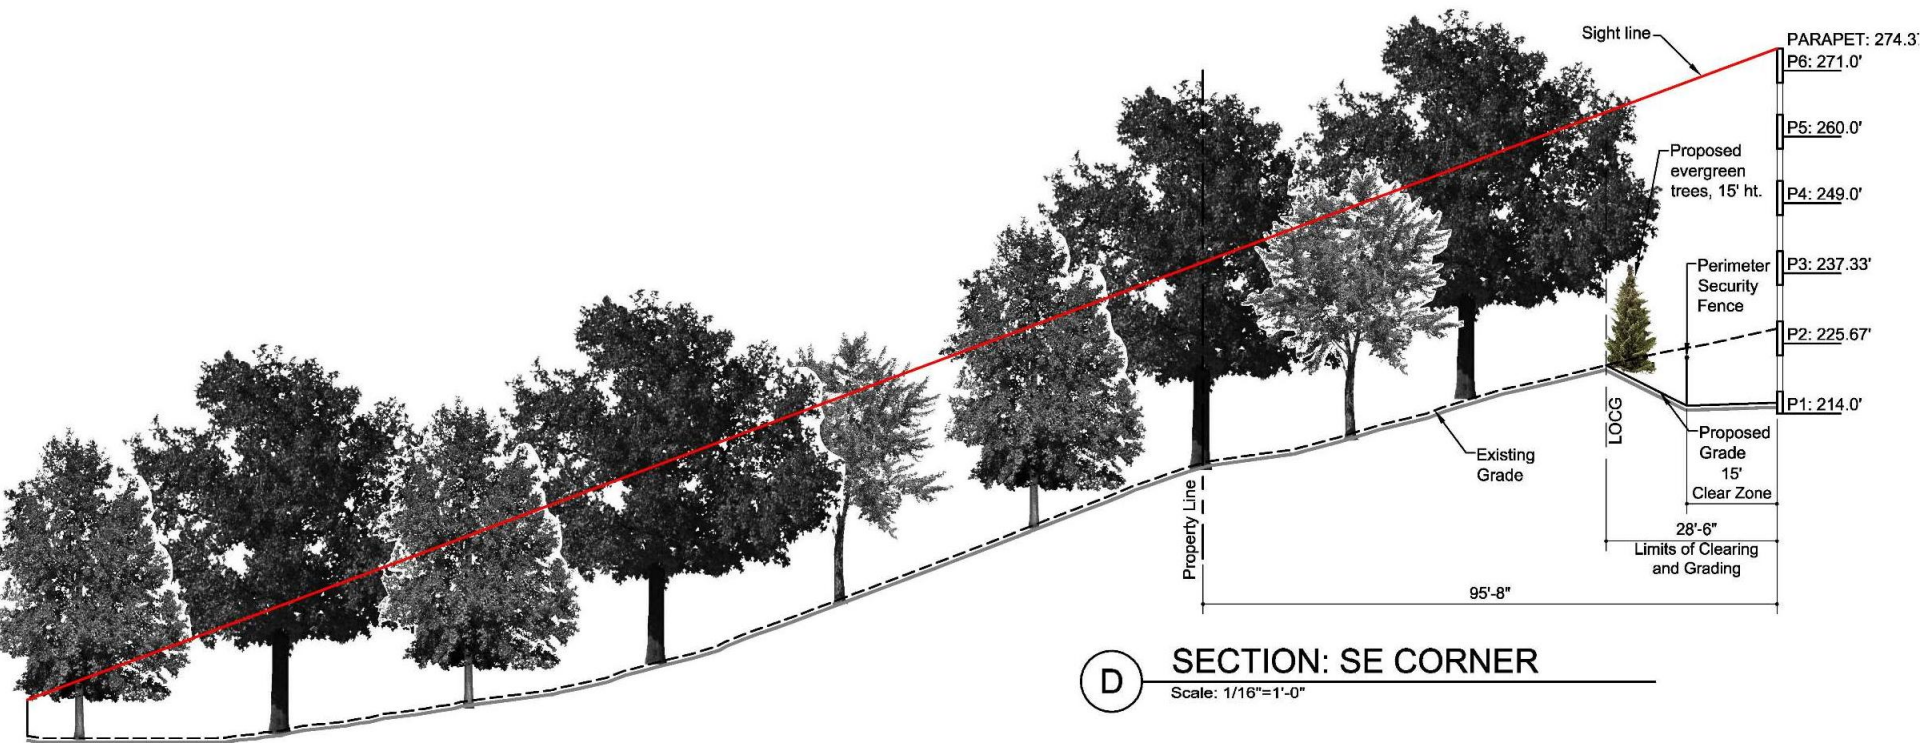 Sight line
PARAPET: 274.3
P6: 271.0'
P5: 260.0'
Proposed
evergreen
trees, 15' ht.
P4: 249.0'
P3: 237.33'
Perimeter
Security
Fence
P2: 225.67'
P1: 214.0'
LOCG
Proposed
Grade
Existing
Grade
15'
Clear Zone
Property Line
28'-6"
Limits of Clearing
and Grading
95'-8"
D
SECTION: SE CORNER
Scale: 1/16"=1'-0"